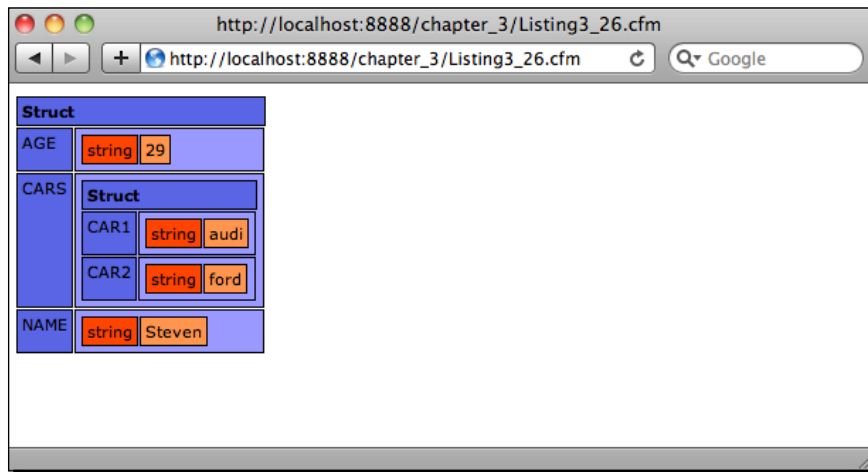 http://localhost:8888/chapter_3/Listing3_26.cfm
+ http://localhost:8888/chapter_3/Listing3_26.cfm Google
Struct
AGE string 29
CARS Struct
CAR1 string audi
CAR2 string ford
NAME string Steven